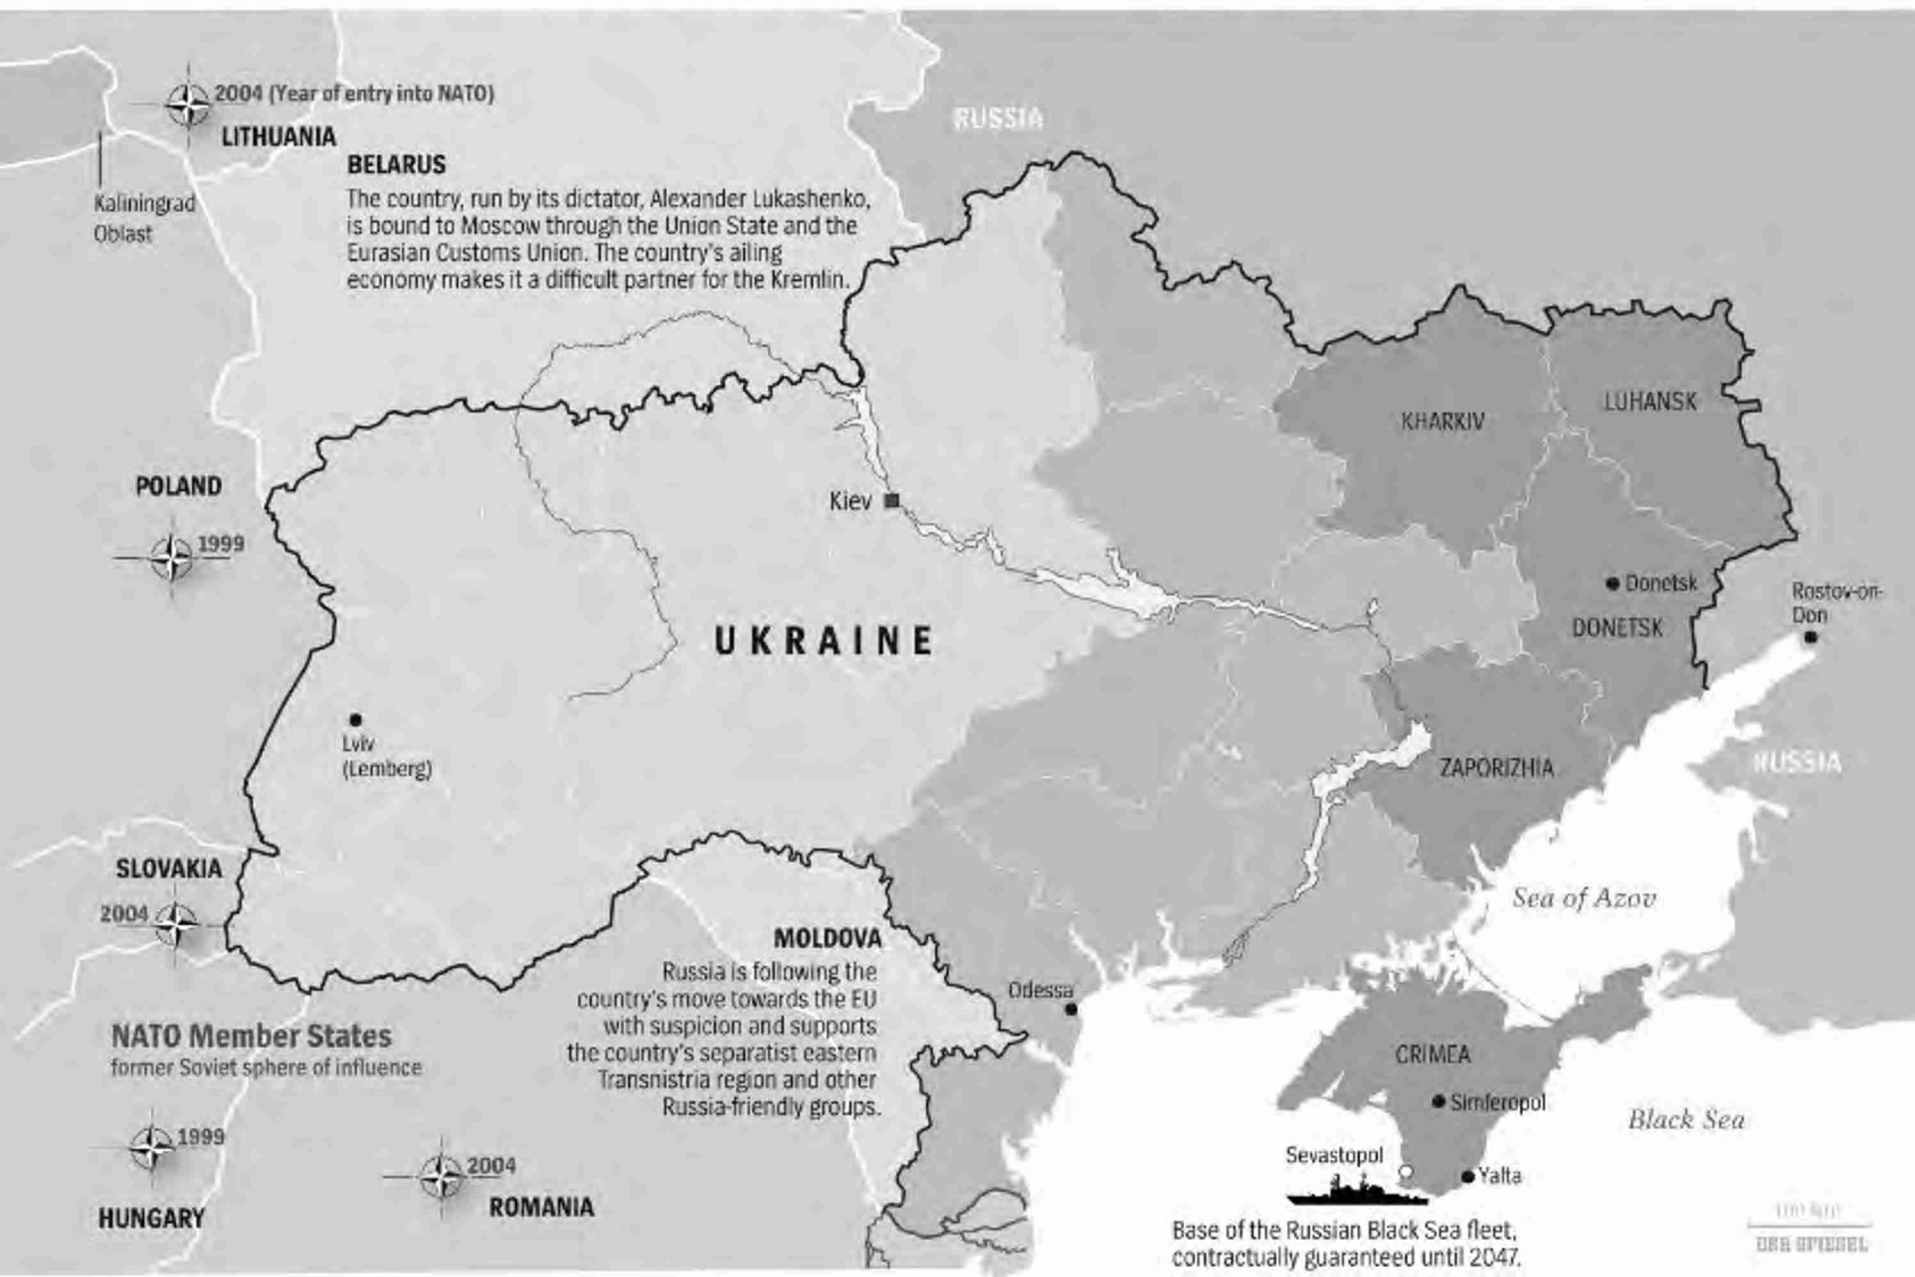 2004 (Year of entry into NATO)
LITHUANIA
RUSSIA
BELARUS
The country, run by its dictator, Alexander Lukashenko,
is bound to Moscow through the Union State and the
Eurasian Customs Union. The country's ailing
economy makes it a difficult partner for the Kremlin.
Kaliningrad
Oblast
KHARKIV
LUHANSK
POLAND
1999
Kiev
Donetsk
DONETSK
Rostov-on-
Don
UKRAINE
Lviv
(Lemberg)
ZAPORIZHIA
RUSSIA
SLOVAKIA
2004
Sea of Azov
MOLDOVA
Russia is following the
country's move towards the EU
with suspicion and supports
the country's separatist eastern
Transnistria region and other
Russia-friendly groups.
Odessa
NATO Member States
former Soviet sphere of influence
CRIMEA
Simferopol
Black Sea
1999
HUNGARY
2004
ROMANIA
Sevastopol
Yalta
Base of the Russian Black Sea fleet,
contractually guaranteed until 2047.
100 km
DER SPIEGEL